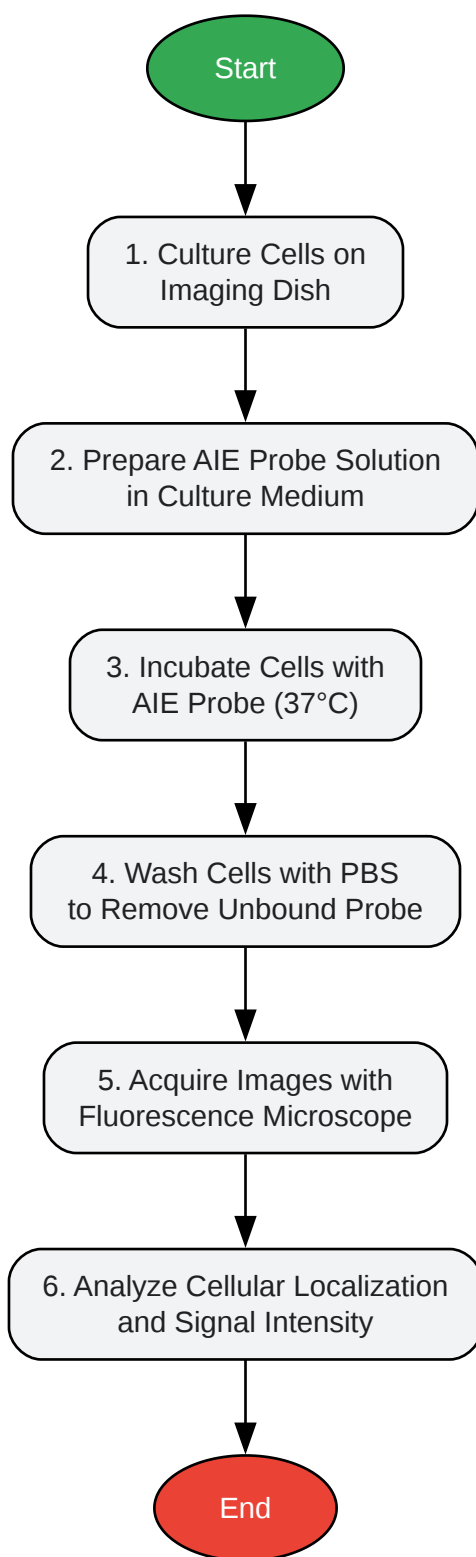 Start
1. Culture Cells on
Imaging Dish
2. Prepare AIE Probe Solution
in Culture Medium
3. Incubate Cells with
AIE Probe (37°C)
4. Wash Cells with PBS
to Remove Unbound Probe
5. Acquire Images with
Fluorescence Microscope
6. Analyze Cellular Localization
and Signal Intensity
End